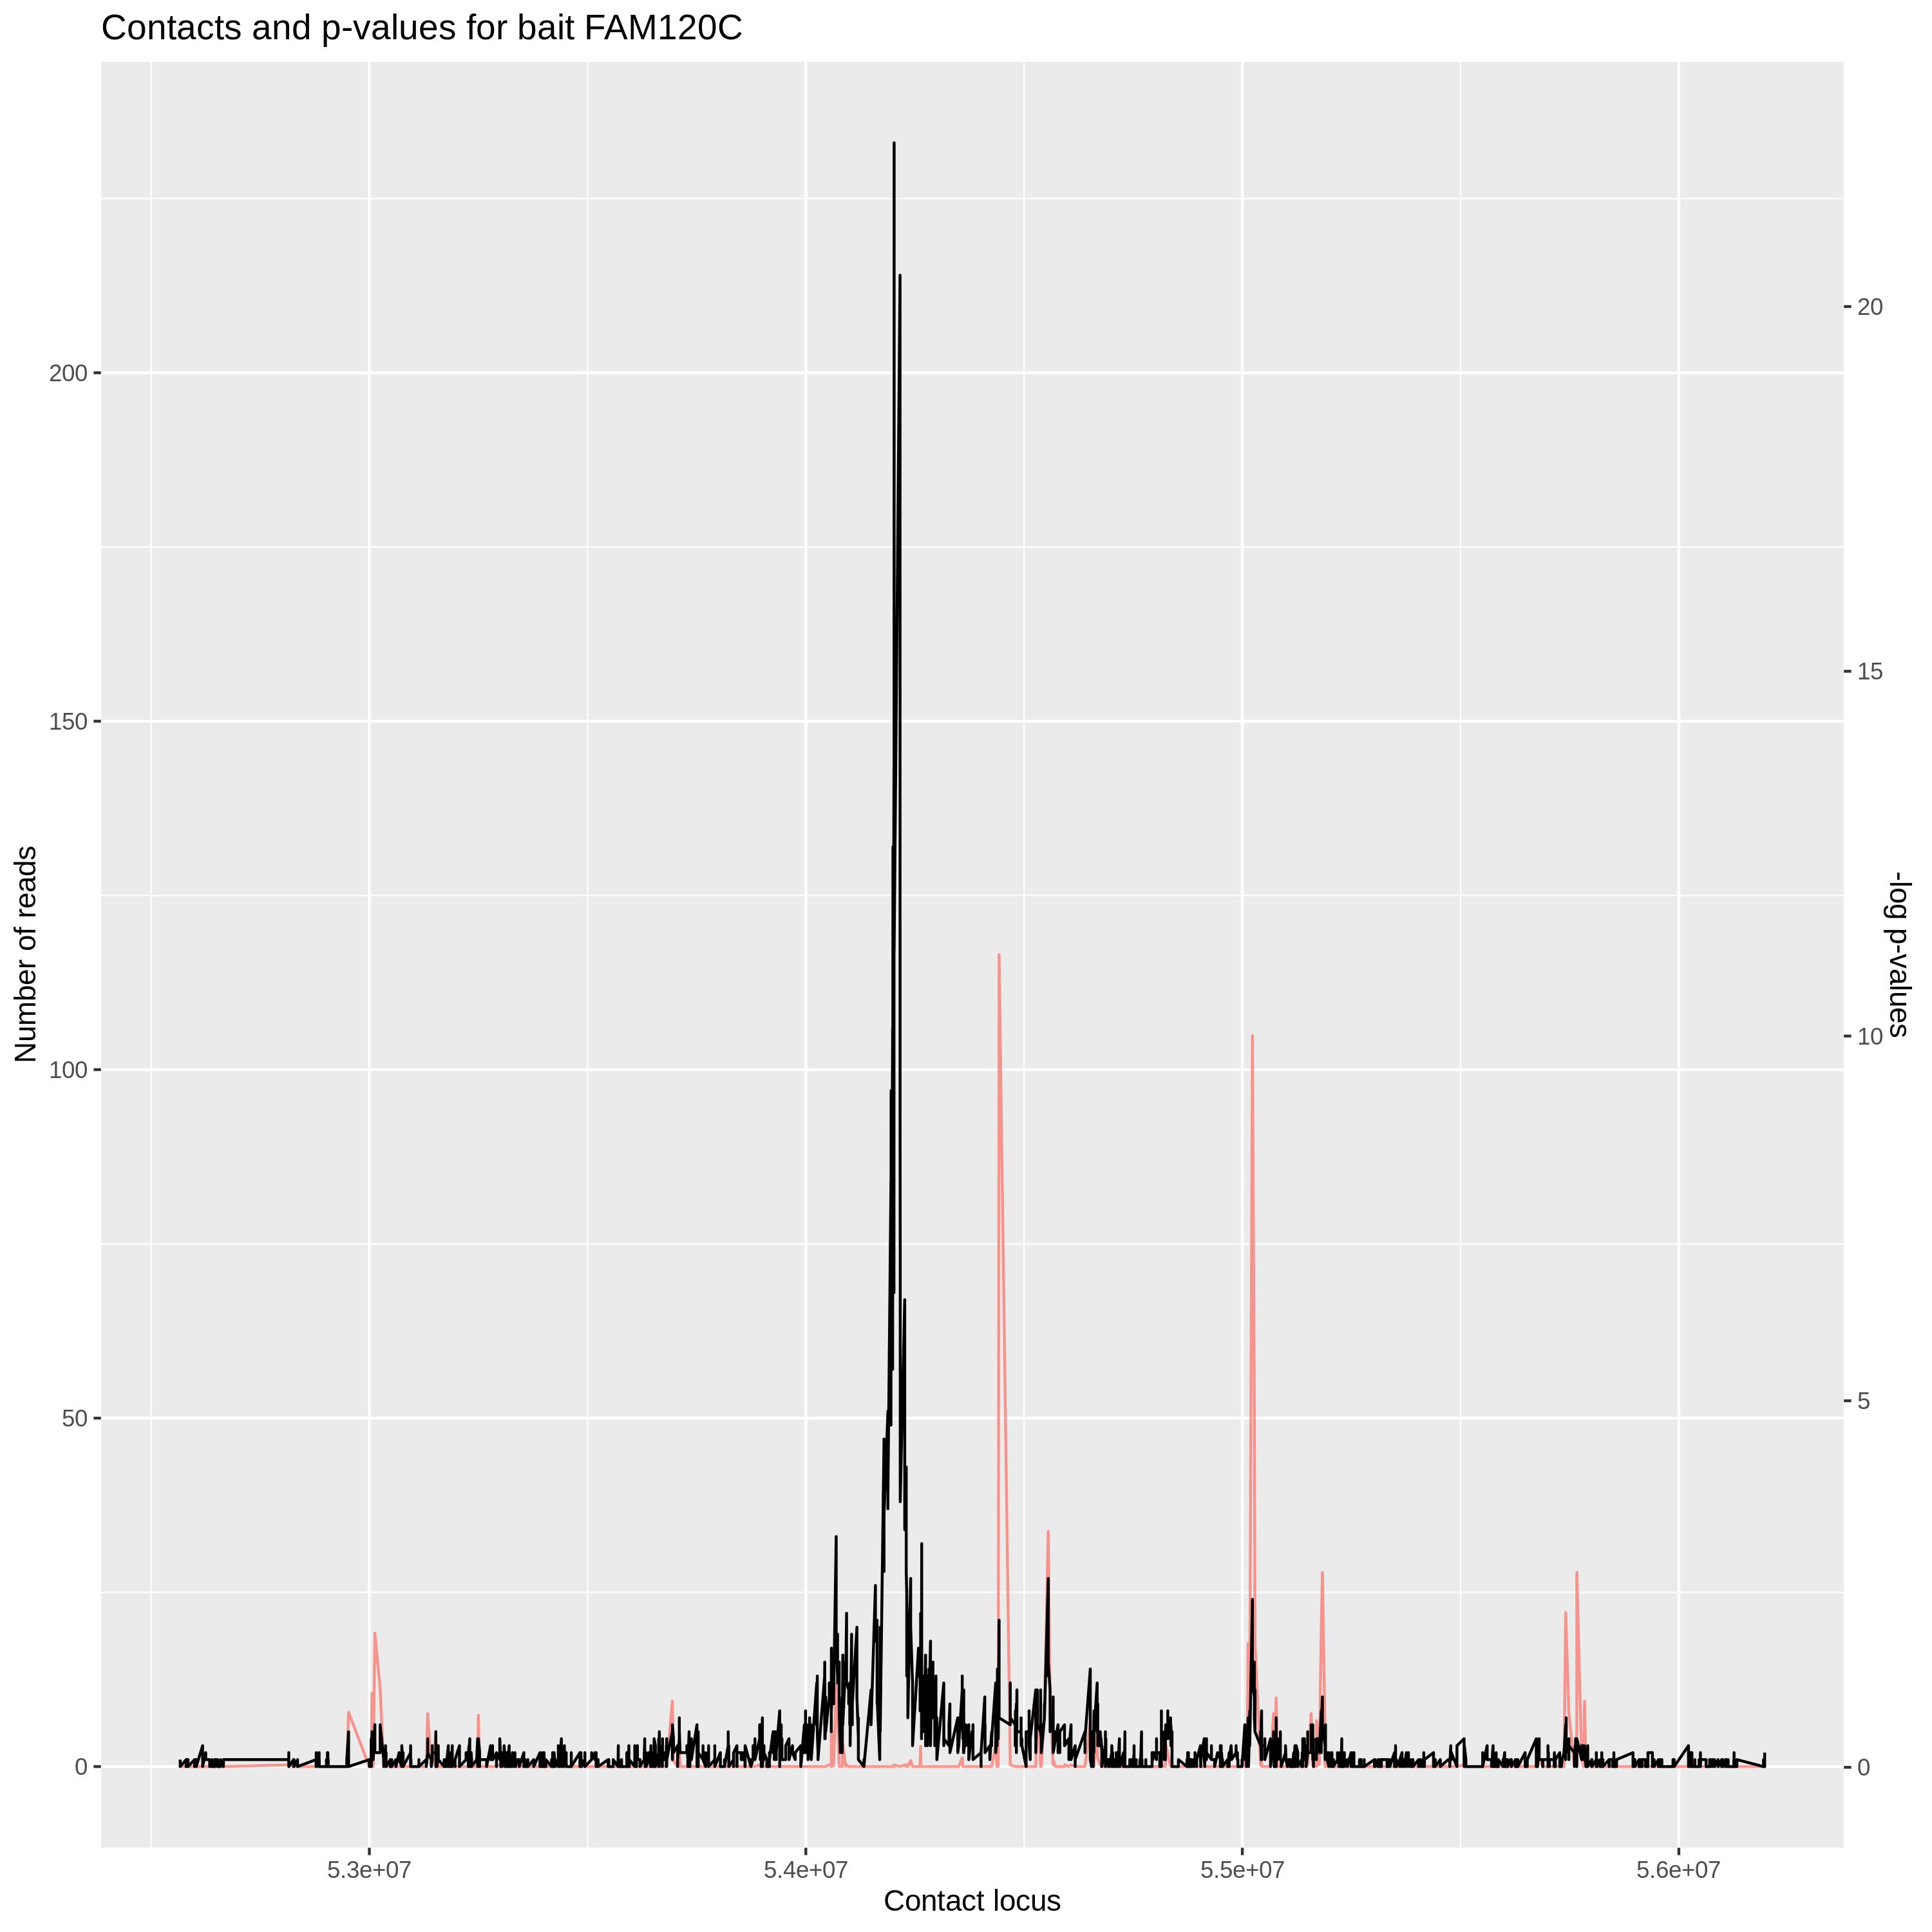 Contacts and p-values for bait FAM120C
Number of reads
200
150
100
50
0
20
15
10
5
0
-log p-values
5.3e+07
5.4e+07
5.5e+07
5.6e+07
Contact locus